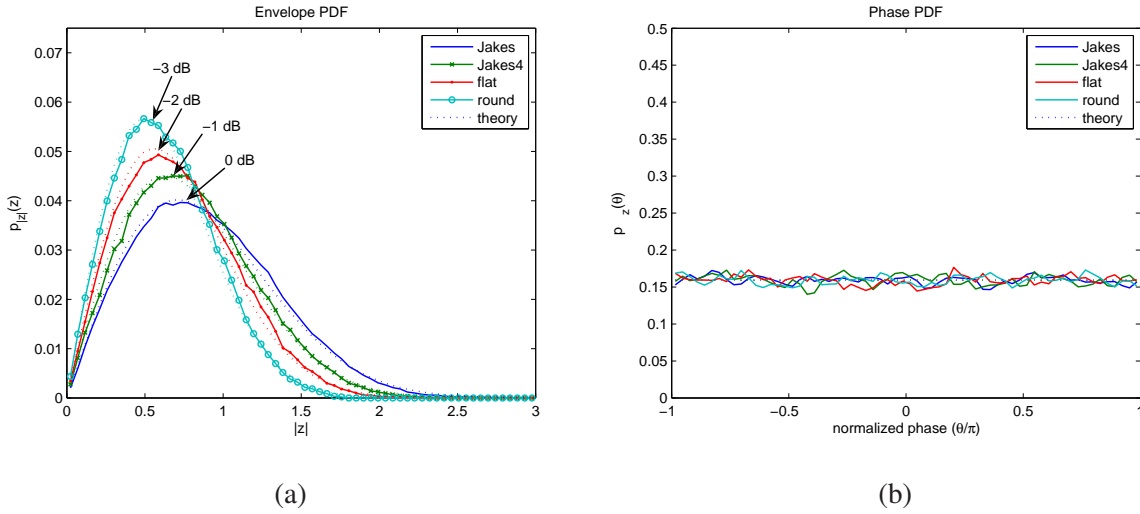 Envelope PDF
0.07
0.06
0.05
0.04
0.03
0.02
0.01
0
p|z|(z)
0
0.5
1
1.5
2
2.5
3
|z|
−3 dB
−2 dB
−1 dB
0 dB
Jakes
Jakes4
flat
round
theory
(a)
Phase PDF
0.5
0.45
0.4
0.35
0.3
0.25
0.2
0.15
0.1
0.05
0
p z(θ)
−1
−0.5
0
0.5
1
normalized phase (θ/π)
Jakes
Jakes4
flat
round
theory
(b)